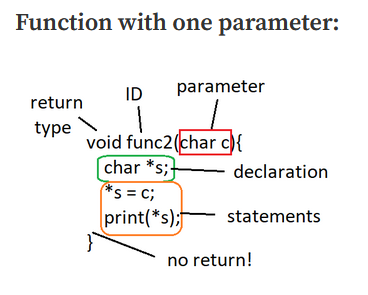 Function with one parameter:
parameter
ID
return
type
void func2(char c){
char *s;
declaration
*s = c;
print(*s);
statements
}
no return!